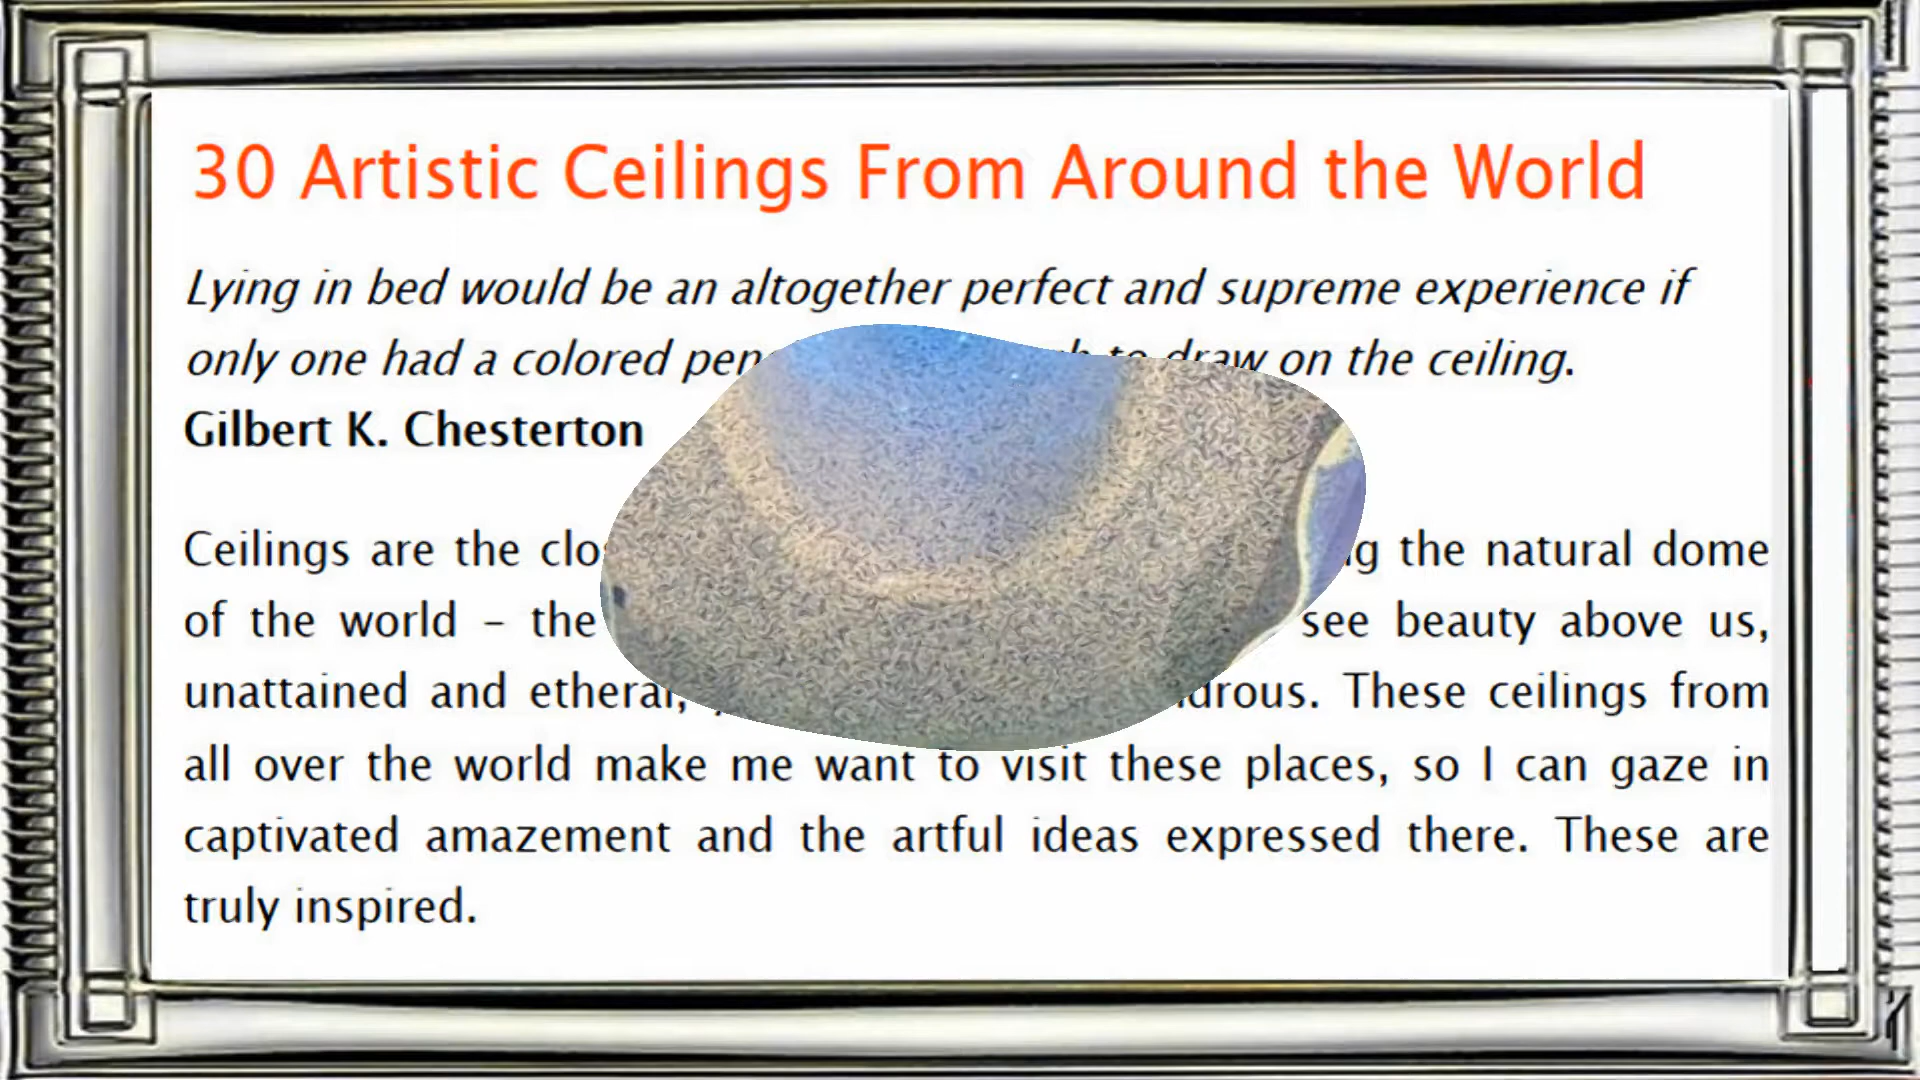 30 Artistic Ceilings From Around the World
Lying in bed would be an altogether perfect and supreme experience if
only one had a colored to draw on the ceiling.
Gilbert K. Chesterton
Ceilings are the the natural dome
of the world – the see beauty above us,
unattained and These ceilings from
all over the world make me want to visit these places, so I can gaze in
captivated amazement and the artful ideas expressed there. These are
truly inspired.